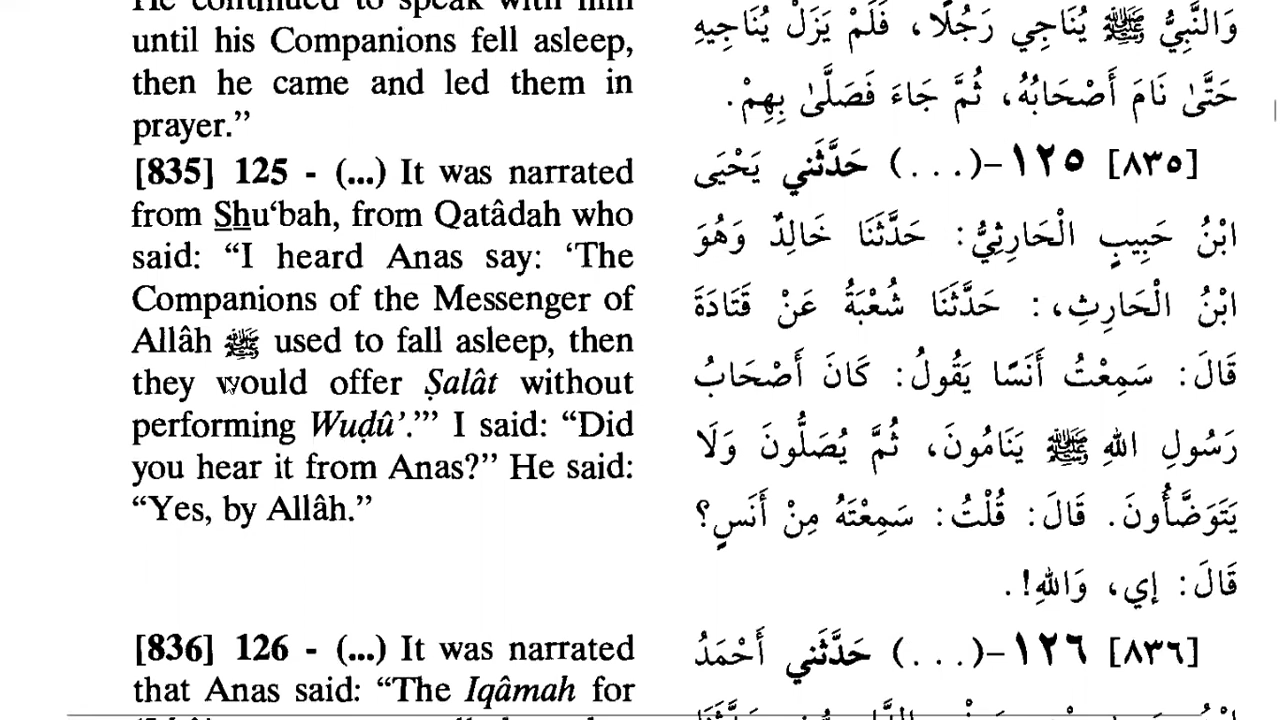 He continued to speak with him
until his Companions fell asleep,
then he came and led them in
prayer.”
[835] 125 - (...) It was narrated
from Shu‘bah, from Qatâdah who
said: “I heard Anas say: ‘The
Companions of the Messenger of
Allâh ﷺ used to fall asleep, then
they would offer Ṣalât without
performing Wuḍû’.’” I said: “Did
you hear it from Anas?” He said:
“Yes, by Allâh.”
[836] 126 - (...) It was narrated
that Anas said: “The Iqâmah for
وَالنَّبِيُّ ﷺ يُنَاجِي رَجُلًا، فَلَمْ يَزَلْ يُنَاجِيهِ
حَتَّىٰ نَامَ أَصْحَابُهُ، ثُمَّ جَاءَ فَصَلَّىٰ بِهِمْ.
[٨٣٥] ١٢٥-(...) حَدَّثَنِي يَحْيَى
ابْنُ حَبِيبٍ الْحَارِثِيُّ: حَدَّثَنَا خَالِدٌ وَهُوَ
ابْنُ الْحَارِثِ،: حَدَّثَنَا شُعْبَةُ عَنْ قَتَادَةَ
قَالَ: سَمِعْتُ أَنَسًا يَقُولُ: كَانَ أَصْحَابُ
رَسُولِ اللهِ ﷺ يَنَامُونَ، ثُمَّ يُصَلُّونَ وَلَا
يَتَوَضَّأُونَ. قَالَ: قُلْتُ: سَمِعْتَهُ مِنْ أَنَسٍ؟
قَالَ: إي، وَاللهِ!.
[٨٣٦] ١٢٦-(...) حَدَّثَنِي أَحْمَدُ